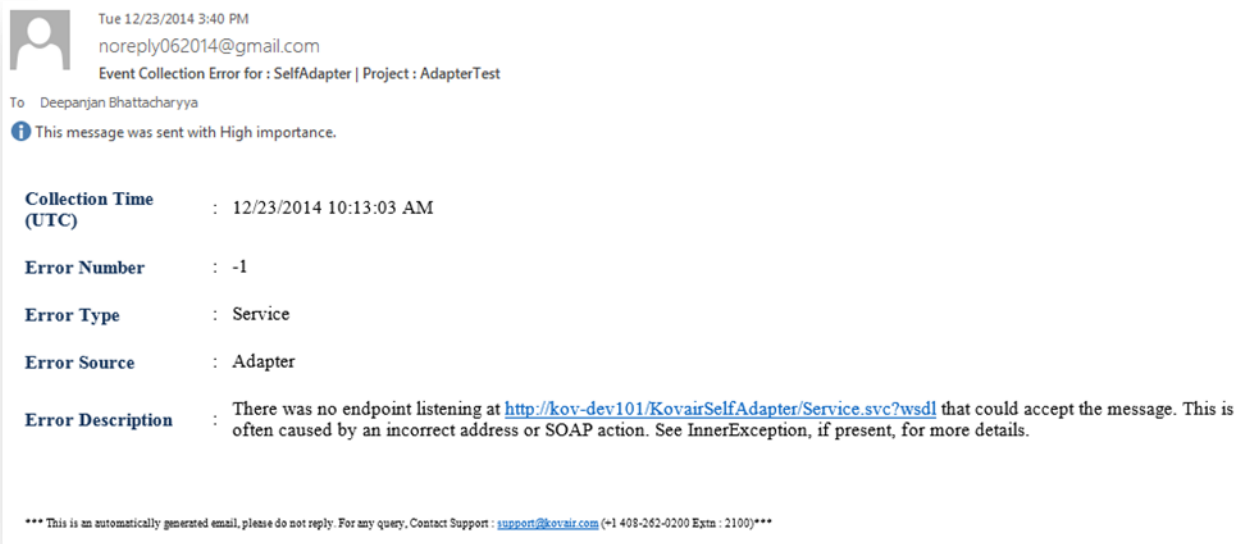 Tue 12/23/2014 3:40 PM
noreply062014@gmail.com
Event Collection Error for : SelfAdapter | Project : AdapterTest
To Deepanjan Bhattacharyya
This message was sent with High importance.
Collection Time
(UTC) : 12/23/2014 10:13:03 AM
Error Number : -1
Error Type : Service
Error Source : Adapter
Error Description : There was no endpoint listening at http://kov-dev101/KovairSelfAdapter/Service.svc?wsdl that could accept the message. This is
often caused by an incorrect address or SOAP action. See InnerException, if present, for more details.
*** This is an automatically generated email, please do not reply. For any query, Contact Support : support@kovair.com (+1 408-262-0200 Extn : 2100)***